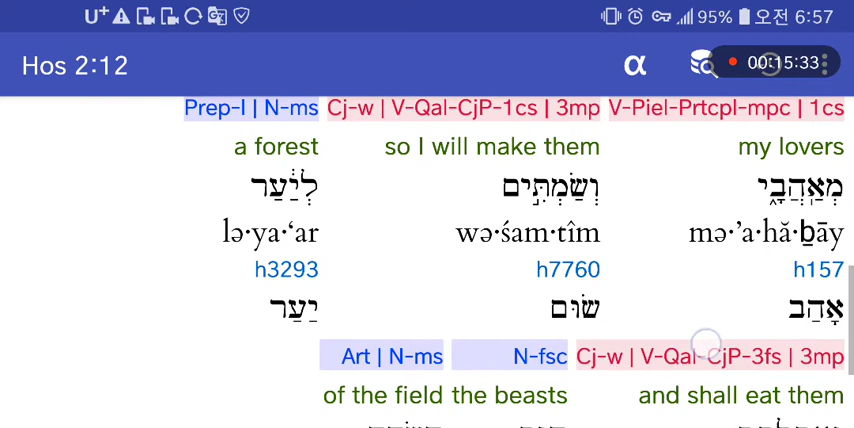 U+ 95% 오전 6:57
Hos 2:12 α 00:15:33
Prep-l | N-ms Cj-w | V-Qal-CjP-1cs | 3mp V-Piel-Prtcpl-mpc | 1cs
a forest so I will make them my lovers
מְאַֽהֲבָ֑י וְשַׂמְתִּ֣ים לְיַ֔עַר
lə·ya·‘ar wə·śam·tîm mə·’a·hă·ḇāy
h3293 h7760 h157
אָהַב שׂוּם יַעַר
Art | N-ms N-fsc Cj-w | V-Qal-CjP-3fs | 3mp
of the field the beasts and shall eat them